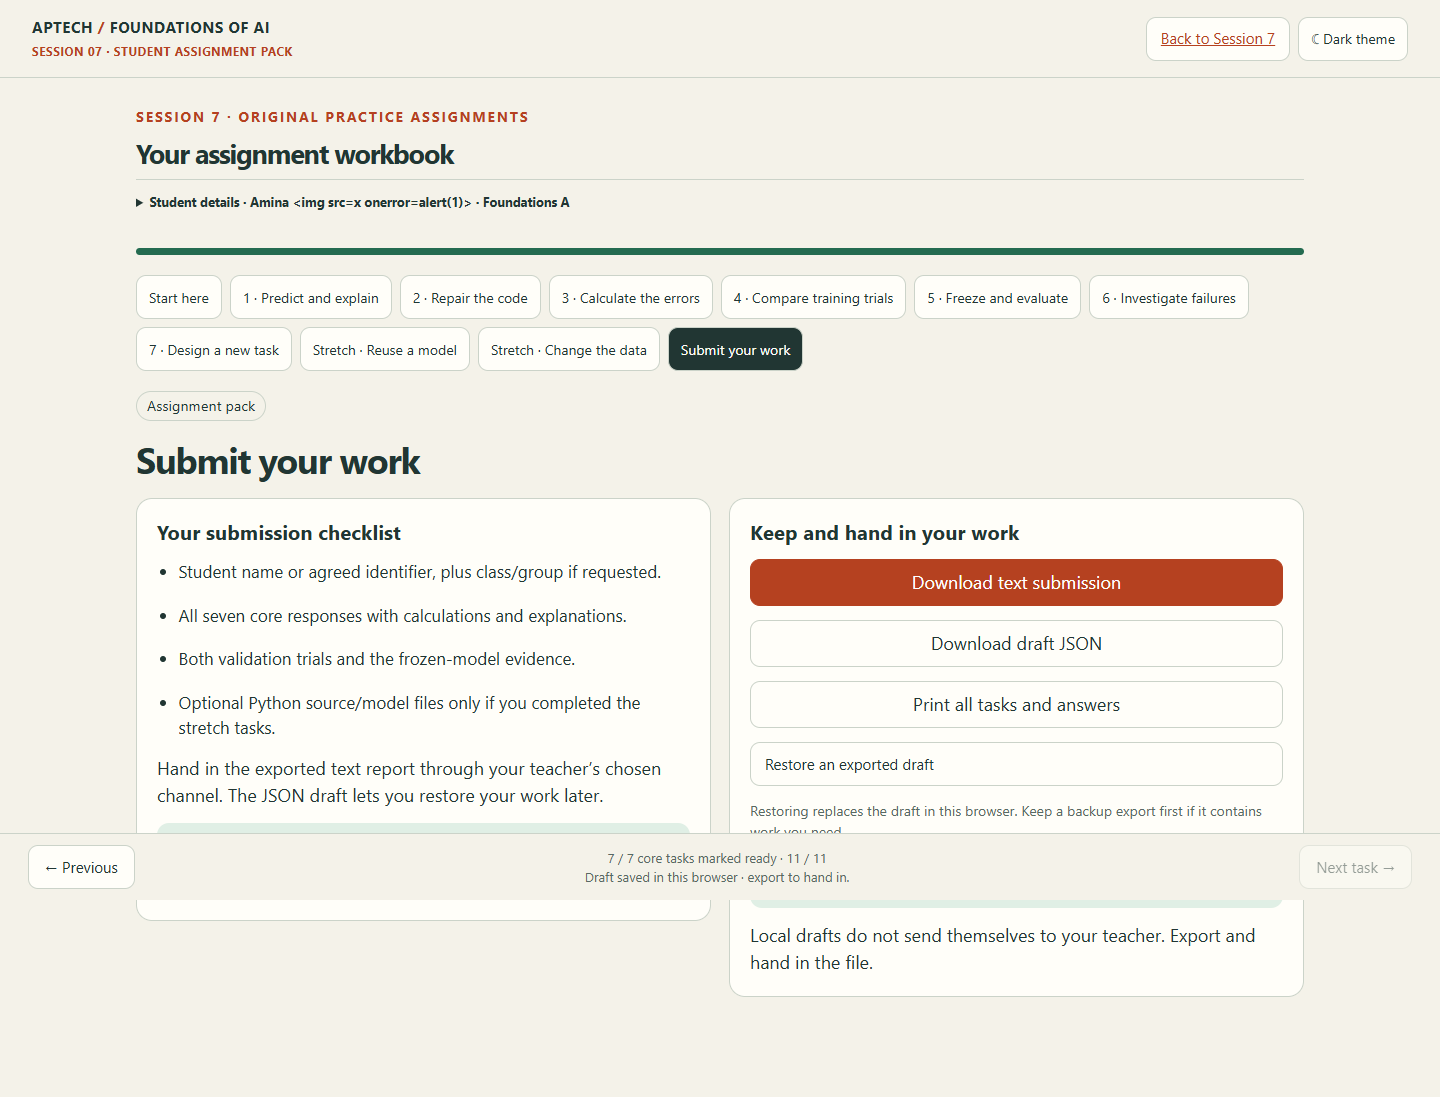 APTECH / FOUNDATIONS OF AI
SESSION 07 · STUDENT ASSIGNMENT PACK
Back to Session 7
☾ Dark theme
SESSION 7 · ORIGINAL PRACTICE ASSIGNMENTS
Your assignment workbook
Student details · Amina <img src=x onerror=alert(1)> · Foundations A
Start here
1 · Predict and explain
2 · Repair the code
3 · Calculate the errors
4 · Compare training trials
5 · Freeze and evaluate
6 · Investigate failures
7 · Design a new task
Stretch · Reuse a model
Stretch · Change the data
Submit your work
Assignment pack
Submit your work
Your submission checklist
• Student name or agreed identifier, plus class/group if requested.
• All seven core responses with calculations and explanations.
• Both validation trials and the frozen-model evidence.
• Optional Python source/model files only if you completed the
stretch tasks.
Hand in the exported text report through your teacher’s chosen
channel. The JSON draft lets you restore your work later.
Keep and hand in your work
Download text submission
Download draft JSON
Print all tasks and answers
Restore an exported draft
Restoring replaces the draft in this browser. Keep a backup export first if it contains
work you need.
← Previous
7 / 7 core tasks marked ready · 11 / 11
Draft saved in this browser · export to hand in.
Next task →
Local drafts do not send themselves to your teacher. Export and
hand in the file.